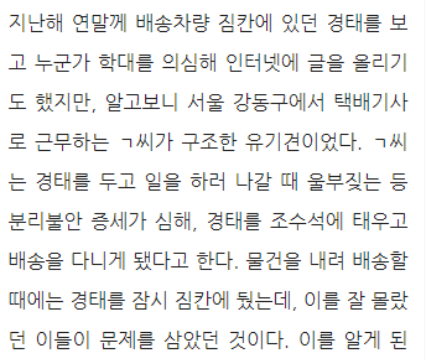 지난해 연말께 배송차량 짐칸에 있던 경태를 보
고 누군가 학대를 의심해 인터넷에 글을 올리기
도 했지만, 알고보니 서울 강동구에서 택배기사
로 근무하는 ㄱ씨가 구조한 유기견이었다. ㄱ씨
는 경태를 두고 일을 하러 나갈 때 울부짖는 등
분리불안 증세가 심해, 경태를 조수석에 태우고
배송을 다니게 됐다고 한다. 물건을 내려 배송할
때에는 경태를 잠시 짐칸에 뒀는데, 이를 잘 몰랐
던 이들이 문제를 삼았던 것이다. 이를 알게 된